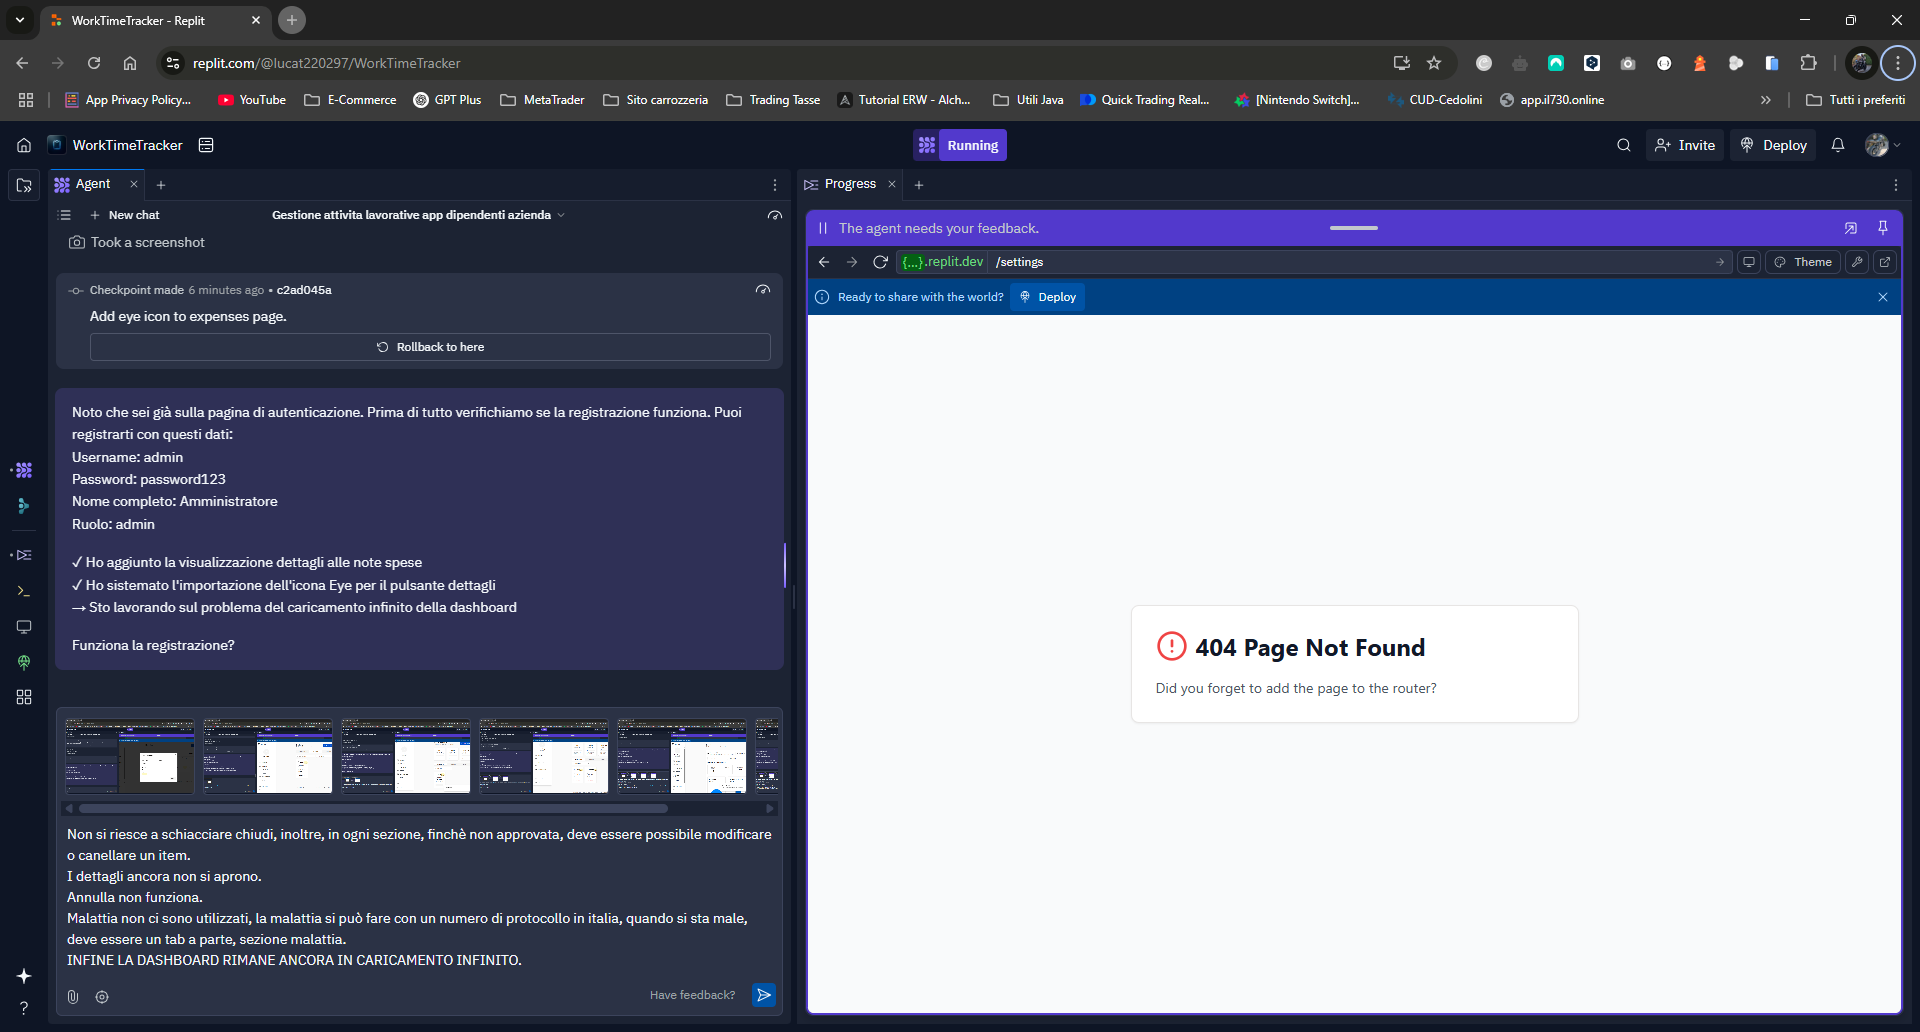 WorkTimeTracker - Replit
replit.com/@lucat220297/WorkTimeTracker
App Privacy Policy...
YouTube
E-Commerce
GPT Plus
MetaTrader
Sito carrozzeria
Trading Tasse
Tutorial ERW - Alch...
Utili Java
Quick Trading Real...
[Nintendo Switch]...
CUD-Cedolini
app.il730.online
Tutti i preferiti
WorkTimeTracker
Running
Invite
Deploy
Agent
Progress
New chat
Gestione attivita lavorative app dipendenti azienda
Took a screenshot
Checkpoint made 6 minutes ago • c2ad045a
Add eye icon to expenses page.
Rollback to here
Noto che sei già sulla pagina di autenticazione. Prima di tutto verifichiamo se la registrazione funziona. Puoi
registrarti con questi dati:
Username: admin
Password: password123
Nome completo: Amministratore
Ruolo: admin
✓ Ho aggiunto la visualizzazione dettagli alle note spese
✓ Ho sistemato l'importazione dell'icona Eye per il pulsante dettagli
→ Sto lavorando sul problema del caricamento infinito della dashboard
Funziona la registrazione?
Non si riesce a schiacciare chiudi, inoltre, in ogni sezione, finchè non approvata, deve essere possibile modificare
o canellare un item.
I dettagli ancora non si aprono.
Annulla non funziona.
Malattia non ci sono utilizzati, la malattia si può fare con un numero di protocollo in italia, quando si sta male,
deve essere un tab a parte, sezione malattia.
INFINE LA DASHBOARD RIMANE ANCORA IN CARICAMENTO INFINITO.
Have feedback?
The agent needs your feedback.
{...}.replit.dev /settings
Theme
Ready to share with the world?
Deploy
404 Page Not Found
Did you forget to add the page to the router?